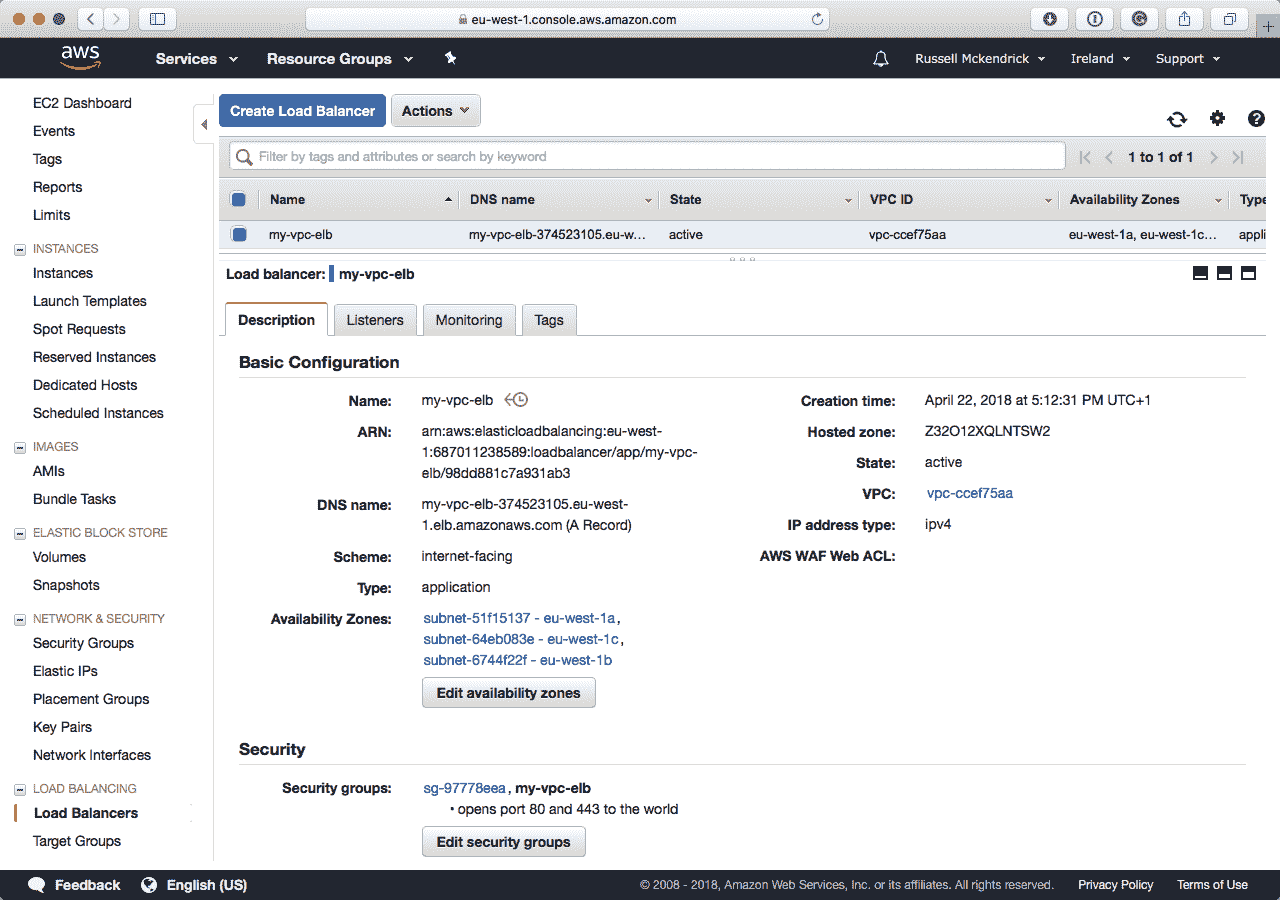 eu-west-1.console.aws.amazon.com
aws Services Resource Groups Russell Mckendrick Ireland Support
EC2 Dashboard
Events
Tags
Reports
Limits
INSTANCES
Instances
Launch Templates
Spot Requests
Reserved Instances
Dedicated Hosts
Scheduled Instances
IMAGES
AMIs
Bundle Tasks
ELASTIC BLOCK STORE
Volumes
Snapshots
NETWORK & SECURITY
Security Groups
Elastic IPs
Placement Groups
Key Pairs
Network Interfaces
LOAD BALANCING
Load Balancers
Target Groups
Create Load Balancer Actions
Filter by tags and attributes or search by keyword 1 to 1 of 1
Name DNS name State VPC ID Availability Zones Type
my-vpc-elb my-vpc-elb-374523105.eu-w... active vpc-ccef75aa eu-west-1a, eu-west-1c... appli
Load balancer: my-vpc-elb
Description Listeners Monitoring Tags
Basic Configuration
Name: my-vpc-elb
ARN: arn:aws:elasticloadbalancing:eu-west-
1:687011238589:loadbalancer/app/my-vpc-
elb/98dd881c7a931ab3
DNS name: my-vpc-elb-374523105.eu-west-
1.elb.amazonaws.com (A Record)
Scheme: internet-facing
Type: application
Availability Zones: subnet-51f15137 - eu-west-1a,
subnet-64eb083e - eu-west-1c,
subnet-6744f22f - eu-west-1b
Edit availability zones
Creation time: April 22, 2018 at 5:12:31 PM UTC+1
Hosted zone: Z32O12XQLNTSW2
State: active
VPC: vpc-ccef75aa
IP address type: ipv4
AWS WAF Web ACL:
Security
Security groups: sg-97778eea, my-vpc-elb
• opens port 80 and 443 to the world
Edit security groups
Feedback English (US) © 2008 - 2018, Amazon Web Services, Inc. or its affiliates. All rights reserved. Privacy Policy Terms of Use